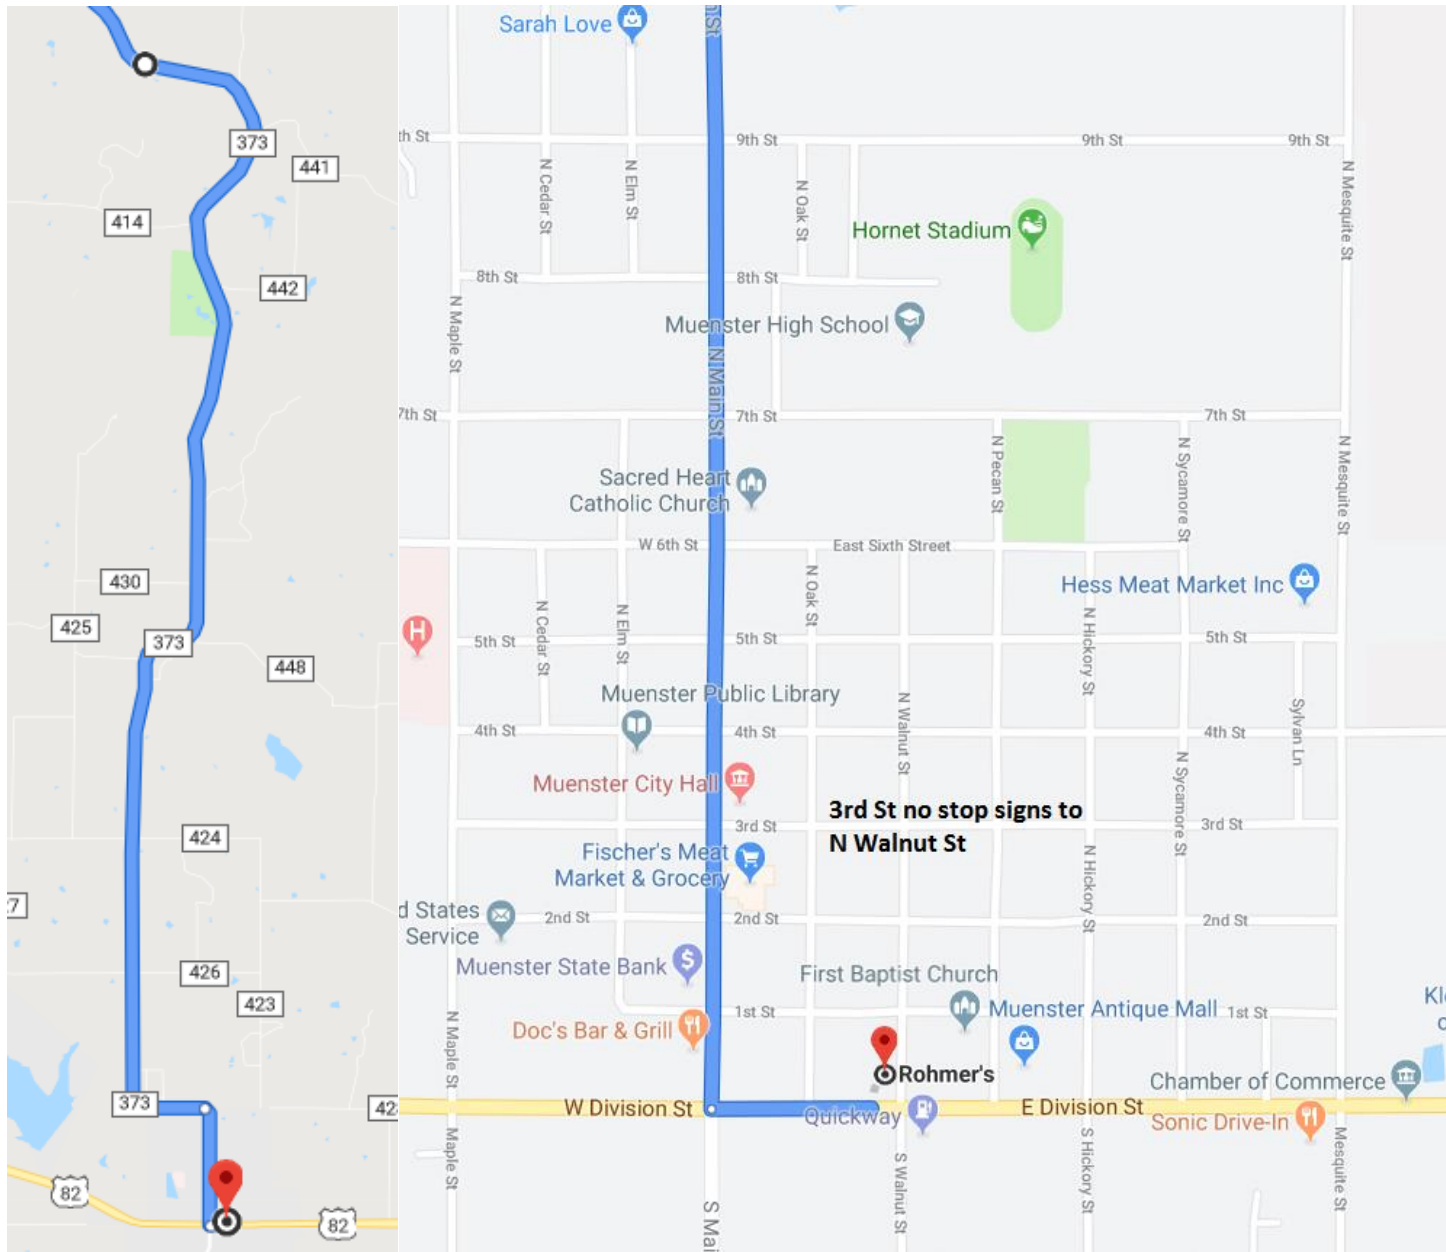 373
441
414
442
430
425
373
448
424
7
426
423
373
42
82
82
n St
Sarah Love
th St
9th St
9th St
9th St
N Cedar St
N Elm St
N Oak St
N Mesquite St
Hornet Stadium
8th St
8th St
N Maple St
Muenster High School
N Main St
7th St
7th St
7th St
N Pecan St
N Sycamore St
N Mesquite St
Sacred Heart
Catholic Church
W 6th St
East Sixth Street
N Oak St
Hess Meat Market Inc
N Cedar St
N Elm St
N Hickory St
H
5th St
5th St
5th St
Muenster Public Library
N Walnut St
Sylvan Ln
4th St
4th St
4th St
N Sycamore St
Muenster City Hall
3rd St no stop signs to
N Walnut St
3rd St
3rd St
Fischer's Meat
Market & Grocery
N Hickory St
d States
Service
2nd St
2nd St
2nd St
$
Muenster State Bank
First Baptist Church
Kl
c
1st St
Muenster Antique Mall
1st St
N Maple St
Doc's Bar & Grill
Rohmer's
Chamber of Commerce
W Division St
E Division St
Quickway
Sonic Drive-In
Maple St
S Walnut St
S Hickory St
Mesquite St
S Mai